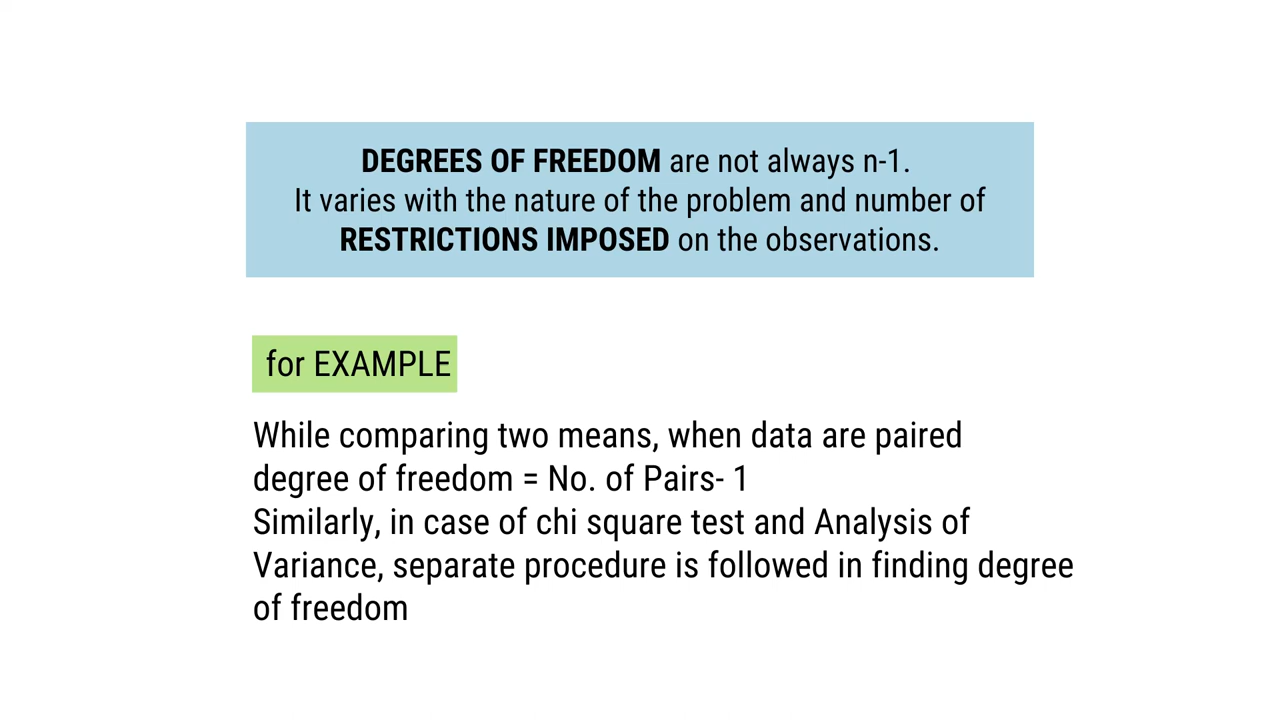 DEGREES OF FREEDOM are not always n-1.
It varies with the nature of the problem and number of
RESTRICTIONS IMPOSED on the observations.
for EXAMPLE
While comparing two means, when data are paired
degree of freedom = No. of Pairs- 1
Similarly, in case of chi square test and Analysis of
Variance, separate procedure is followed in finding degree
of freedom